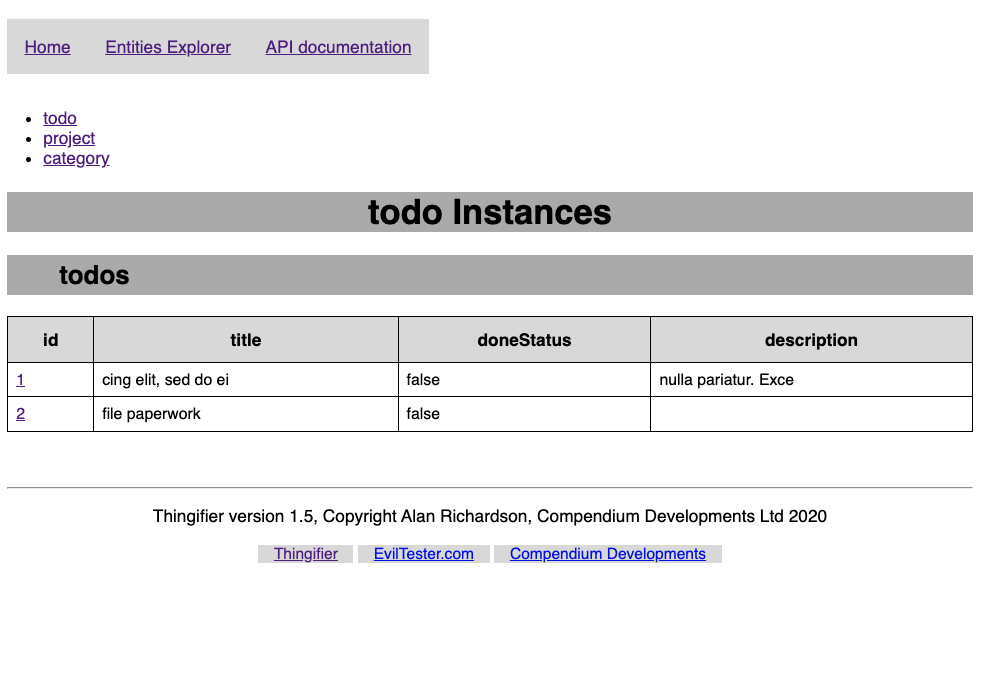 Home Entities Explorer API documentation
todo
project
category
todo Instances
todos
id title doneStatus description
1 cing elit, sed do ei false nulla pariatur. Exce
2 file paperwork false
Thingifier version 1.5, Copyright Alan Richardson, Compendium Developments Ltd 2020
Thingifier EvilTester.com Compendium Developments